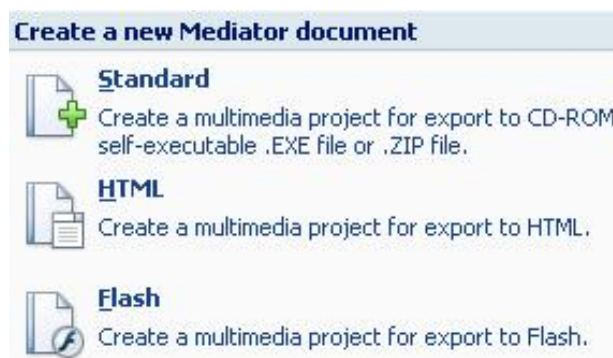 Create a new Mediator document
Standard
Create a multimedia project for export to CD-ROM
self-executable .EXE file or .ZIP file.
HTML
Create a multimedia project for export to HTML.
Flash
Create a multimedia project for export to Flash.